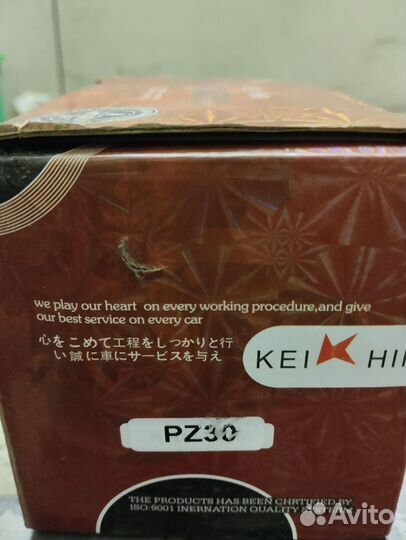 we play our heart on every working procedure,and give
our best service on every car
心をこめて工程をしっかりと行
い誠に車にサービスを与え
KEI HI
PZ30
THE PRODUCTS HAS BEEN CHRTIFIED BY
ISO:9001 INERNATION QUALITY SYSTEM
Avito